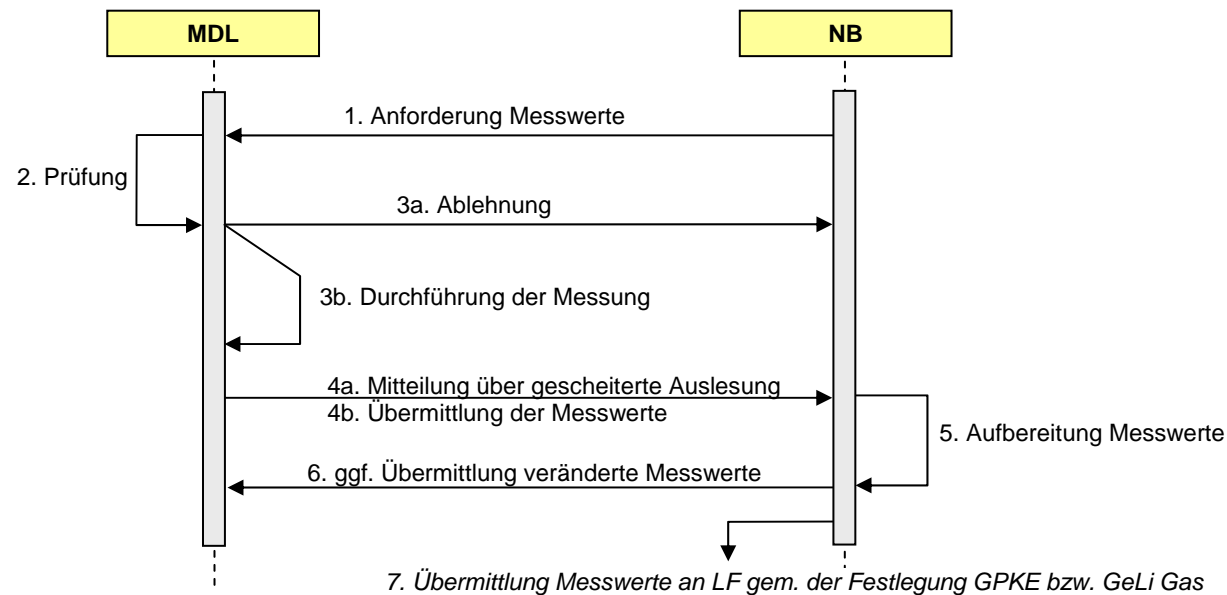 MDL
NB
1. Anforderung Messwerte
2. Prüfung
3a. Ablehnung
3b. Durchführung der Messung
4a. Mitteilung über gescheiterte Auslesung
4b. Übermittlung der Messwerte
5. Aufbereitung Messwerte
6. ggf. Übermittlung veränderte Messwerte
7. Übermittlung Messwerte an LF gem. der Festlegung GPKE bzw. GeLi Gas